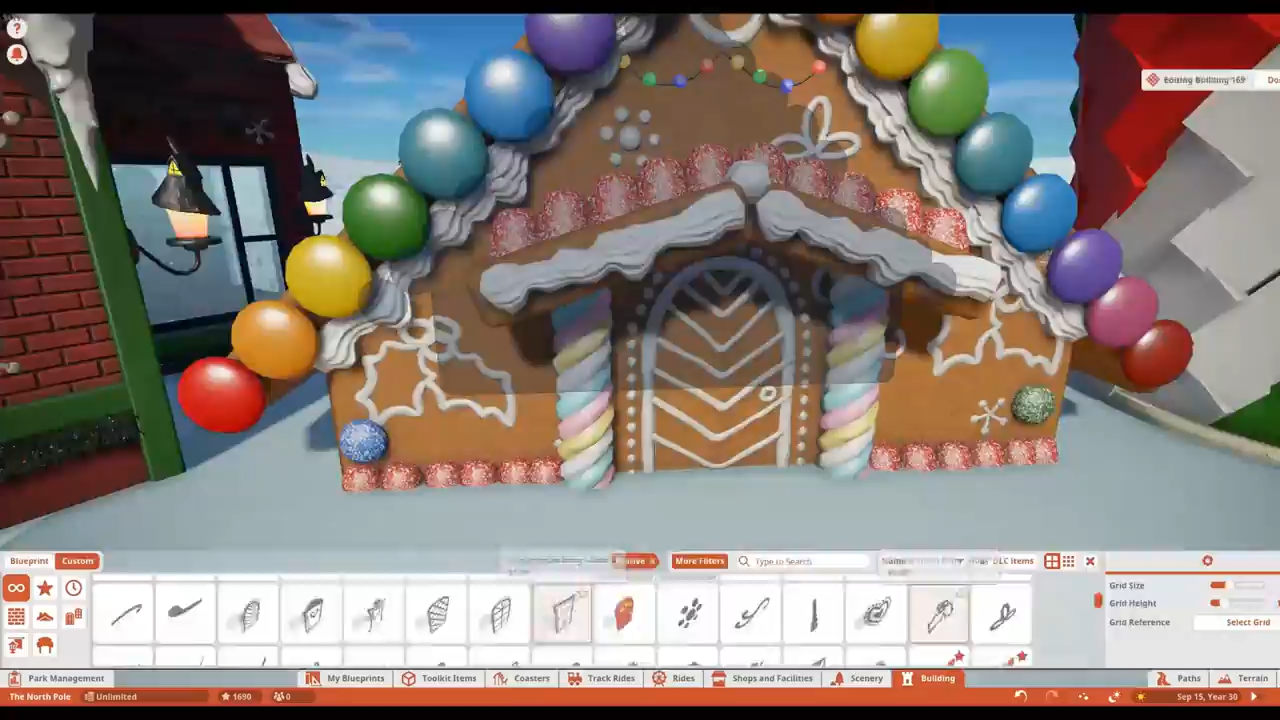 ?
Editing Building 169
Blueprint
Custom
More Filters
Type to Search
DLC Items
Grid Size
Grid Height
Grid Reference
Select Grid
Park Management
My Blueprints
Toolkit Items
Coasters
Track Rides
Rides
Shops and Facilities
Scenery
Building
Paths
Terrain
The North Pole
Unlimited
1690
0
Sep 15, Year 30